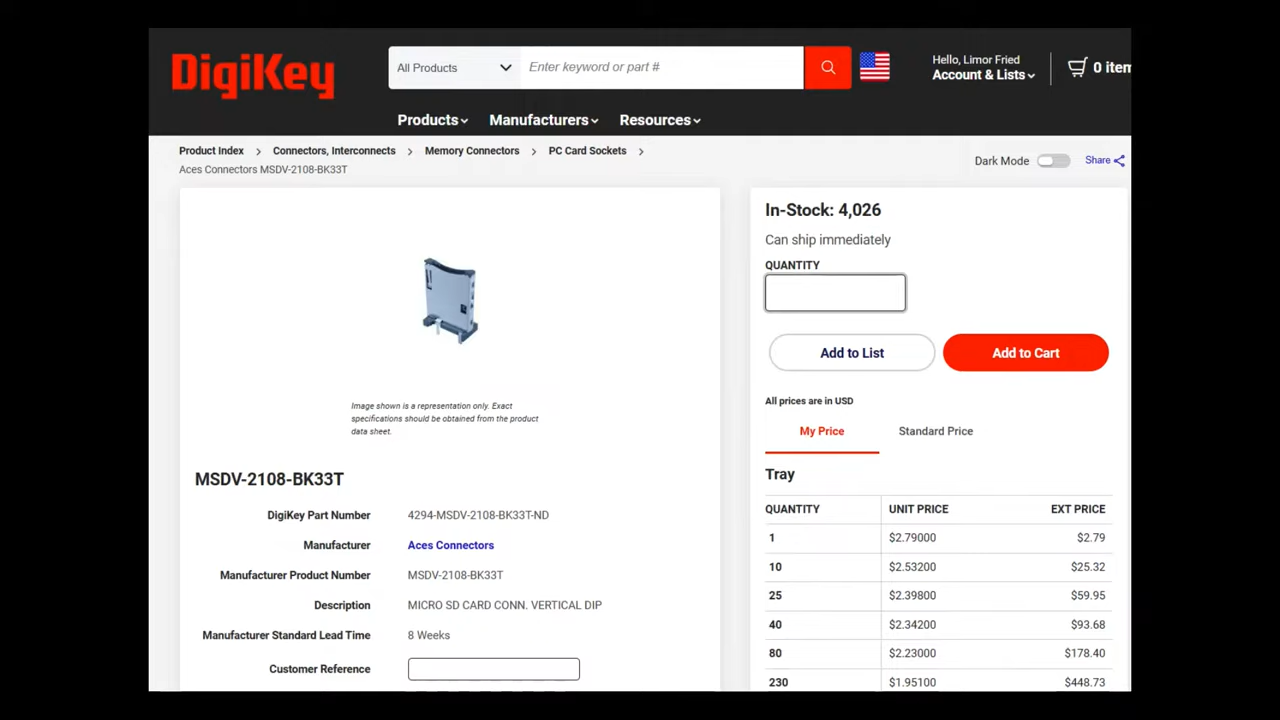 DigiKey
All Products
Enter keyword or part #
Hello, Limor Fried
Account & Lists
0 item
Products
Manufacturers
Resources
Product Index > Connectors, Interconnects > Memory Connectors > PC Card Sockets >
Aces Connectors MSDV-2108-BK33T
Dark Mode
Share
Image shown is a representation only. Exact
specifications should be obtained from the product
data sheet.
MSDV-2108-BK33T
DigiKey Part Number 4294-MSDV-2108-BK33T-ND
Manufacturer Aces Connectors
Manufacturer Product Number MSDV-2108-BK33T
Description MICRO SD CARD CONN. VERTICAL DIP
Manufacturer Standard Lead Time 8 Weeks
Customer Reference
In-Stock: 4,026
Can ship immediately
QUANTITY
Add to List
Add to Cart
All prices are in USD
My Price Standard Price
Tray
QUANTITY UNIT PRICE EXT PRICE
1 $2.79000 $2.79
10 $2.53200 $25.32
25 $2.39800 $59.95
40 $2.34200 $93.68
80 $2.23000 $178.40
230 $1.95100 $448.73